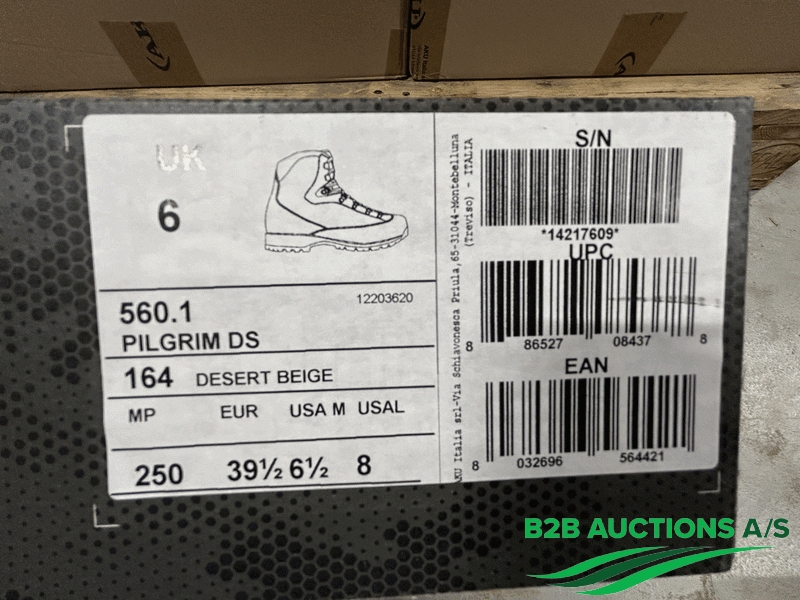 AKU
UK
6
560.1
12203620
PILGRIM DS
164 DESERT BEIGE
MP EUR USA M USAL
250 39½ 6½ 8
AKU Italia srl-Via Schiavonesca Priula,65-31044-Montebelluna
(Treviso) - ITALIA
S/N
*14217609*
UPC
8 86527 08437 8
EAN
8 032696 564421
B2B AUCTIONS A/S